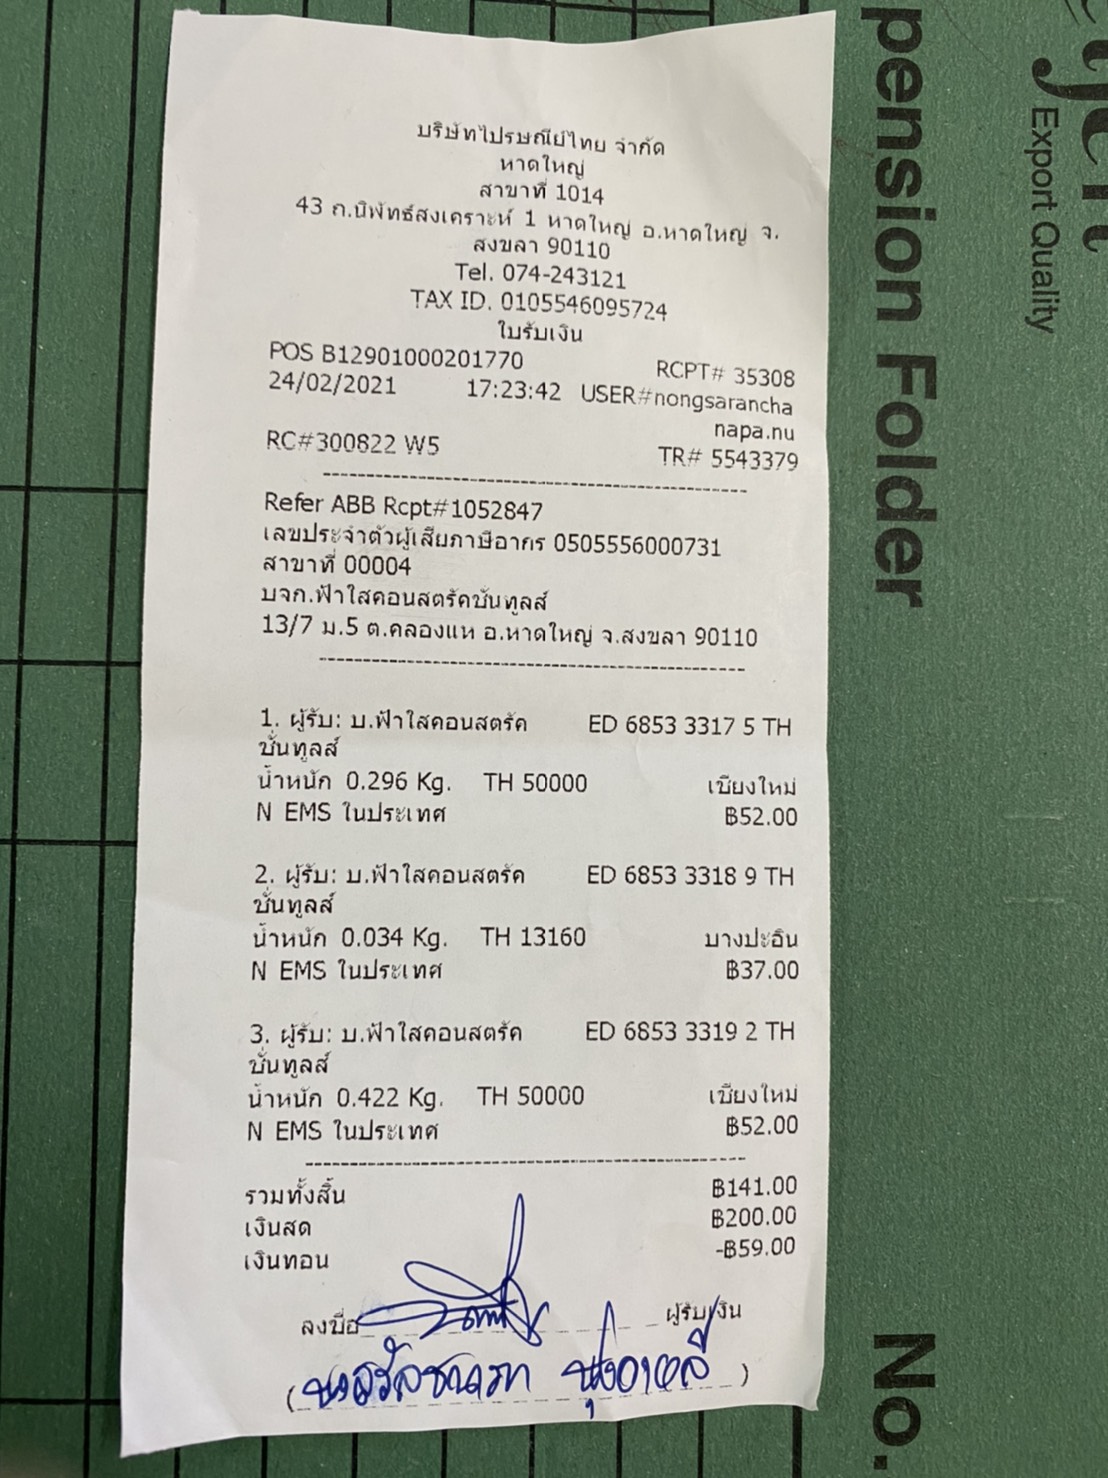 บริษัทไปรษณีย์ไทย จำกัด
หาดใหญ่
สาขาที่ 1014
43 ถ.นิพัทธ์สงเคราะห์ 1 หาดใหญ่ อ.หาดใหญ่ จ.
สงขลา 90110
Tel. 074-243121
TAX ID. 0105546095724
ใบรับเงิน
POS B12901000201770 RCPT# 35308
24/02/2021 17:23:42 USER#nongsarancha
napa.nu
RC#300822 W5 TR# 5543379
Refer ABB Rcpt#1052847
เลขประจำตัวผู้เสียภาษีอากร 0505556000731
สาขาที่ 00004
บจก.ฟ้าใสคอนสตรัคชั่นทูลส์
13/7 ม.5 ต.คลองแห อ.หาดใหญ่ จ.สงขลา 90110
1. ผู้รับ: บ.ฟ้าใสคอนสตรัค ED 6853 3317 5 TH
ชั่นทูลส์
น้ำหนัก 0.296 Kg. TH 50000 เชียงใหม่
N EMS ในประเทศ ฿52.00
2. ผู้รับ: บ.ฟ้าใสคอนสตรัค ED 6853 3318 9 TH
ชั่นทูลส์
น้ำหนัก 0.034 Kg. TH 13160 บางปะอิน
N EMS ในประเทศ ฿37.00
3. ผู้รับ: บ.ฟ้าใสคอนสตรัค ED 6853 3319 2 TH
ชั่นทูลส์
น้ำหนัก 0.422 Kg. TH 50000 เชียงใหม่
N EMS ในประเทศ ฿52.00
รวมทั้งสิ้น ฿141.00
เงินสด ฿200.00
เงินทอน -฿59.00
ลงชื่อ ผู้รับเงิน
pension Folder
No.
Export Quality